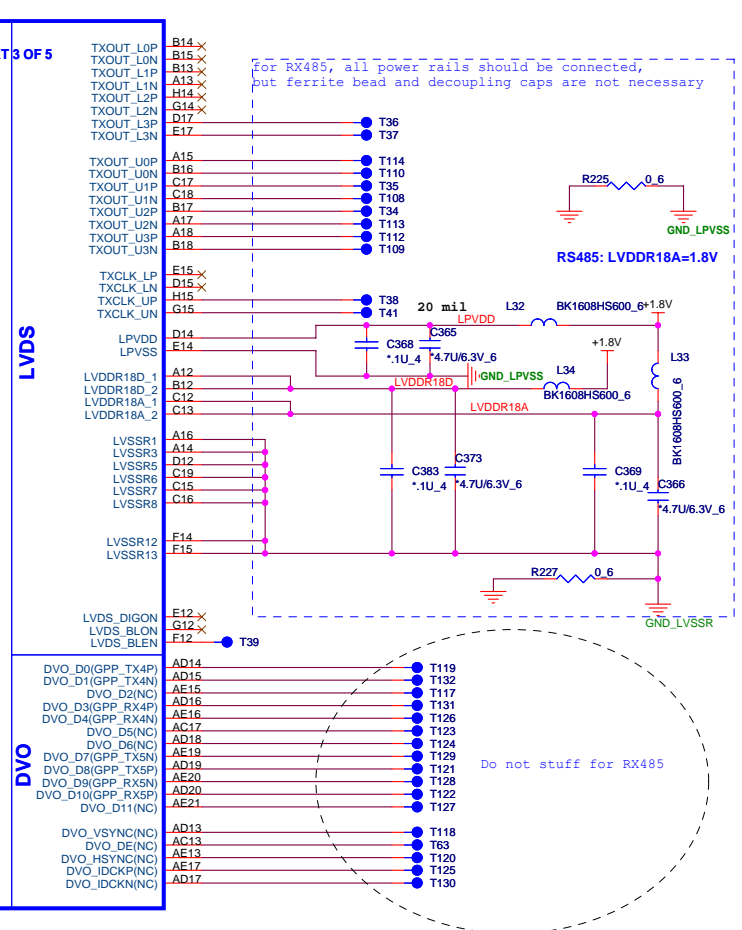 T 3 OF 5
LVDS
TXOUT_L0P B14
TXOUT_L0N B15
TXOUT_L1P B13
TXOUT_L1N A13
TXOUT_L2P H14
TXOUT_L2N G14
TXOUT_L3P D17 T36
TXOUT_L3N E17 T37
TXOUT_U0P A15 T114
TXOUT_U0N B16 T110
TXOUT_U1P C17 T35
TXOUT_U1N C18 T108
TXOUT_U2P B17 T34
TXOUT_U2N A17 T113
TXOUT_U3P A18 T112
TXOUT_U3N B18 T109
TXCLK_LP E15
TXCLK_LN D15
TXCLK_UP H15 T38
TXCLK_UN G15 T41
LPVDD D14
LPVSS E14
LVDDR18D_1 A12
LVDDR18D_2 B12
LVDDR18A_1 C12
LVDDR18A_2 C13
LVSSR1 A16
LVSSR3 A14
LVSSR5 D12
LVSSR6 C19
LVSSR7 C15
LVSSR8 C16
LVSSR12 F14
LVSSR13 F15
LVDS_DIGON E12
LVDS_BLON G12
LVDS_BLEN F12 T39
for RX485, all power rails should be connected,
but ferrite bead and decoupling caps are not necessary
R225 0_6
GND_LPVSS
RS485: LVDDR18A=1.8V
20 mil
LPVDD
L32 BK1608HS600_6
+1.8V
C368
*.1U_4
C365
*4.7U/6.3V_6
GND_LPVSS
+1.8V
L34
BK1608HS600_6
L33
BK1608HS600_6
LVDDR18D
LVDDR18A
C383
*.1U_4
C373
*4.7U/6.3V_6
C369
*.1U_4
C366
*4.7U/6.3V_6
R227 0_6
GND_LVSSR
DVO
DVO_D0(GPP_TX4P) AD14 T119
DVO_D1(GPP_TX4N) AD15 T132
DVO_D2(NC) AE15 T117
DVO_D3(GPP_RX4P) AD16 T131
DVO_D4(GPP_RX4N) AE16 T126
DVO_D5(NC) AC17 T123
DVO_D6(NC) AD18 T124
DVO_D7(GPP_TX5N) AE19 T129
DVO_D8(GPP_TX5P) AD19 T121
DVO_D9(GPP_RX5N) AE20 T128
DVO_D10(GPP_RX5P) AD20 T122
DVO_D11(NC) AE21 T127
DVO_VSYNC(NC) AD13 T118
DVO_DE(NC) AC13 T63
DVO_HSYNC(NC) AE13 T120
DVO_IDCKP(NC) AE17 T125
DVO_IDCKN(NC) AD17 T130
Do not stuff for RX485